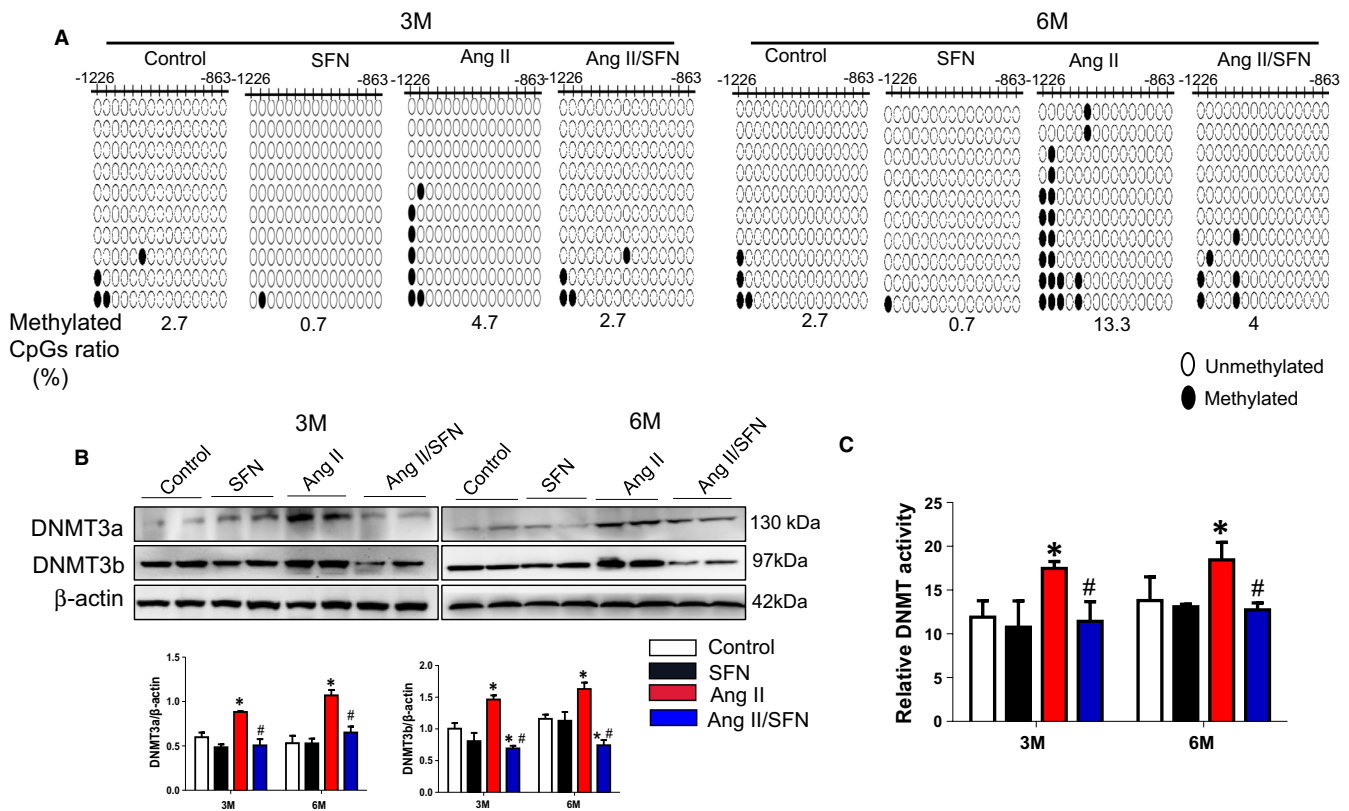 A
3M
6M
Control
SFN
Ang II
Ang II/SFN
Control
SFN
Ang II
Ang II/SFN
-1226
-863
-1226
-863
-1226
-863
-1226
-863
-1226
-863
-1226
-863
-1226
-863
-1226
-863
Methylated
CpGs ratio
(%)
2.7
0.7
4.7
2.7
2.7
0.7
13.3
4
Unmethylated
Methylated
B
3M
6M
Control
SFN
Ang II
Ang II/SFN
Control
SFN
Ang II
Ang II/SFN
DNMT3a
130 kDa
DNMT3b
97kDa
β-actin
42kDa
DNMT3a/β-actin
1.5
1.0
0.5
0.0
*
#
*
#
3M
6M
DNMT3b/β-actin
2.0
1.5
1.0
0.5
0.0
*
* #
*
* #
3M
6M
Control
SFN
Ang II
Ang II/SFN
C
Relative DNMT activity
25
20
15
10
5
0
*
#
*
#
3M
6M